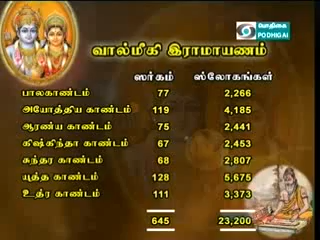 பொதிகை
PODHIGAI
வால்மீகி இராமாயணம்
ஸர்கம் ஸ்லோகங்கள்
பாலகாண்டம் 77 2,266
அயோத்திய காண்டம் 119 4,185
ஆரண்ய காண்டம் 75 2,441
கிஷ்கிந்தா காண்டம் 67 2,453
சுந்தர காண்டம் 68 2,807
யூத்த காண்டம் 128 5,675
உத்ர காண்டம் 111 3,373
645 23,200